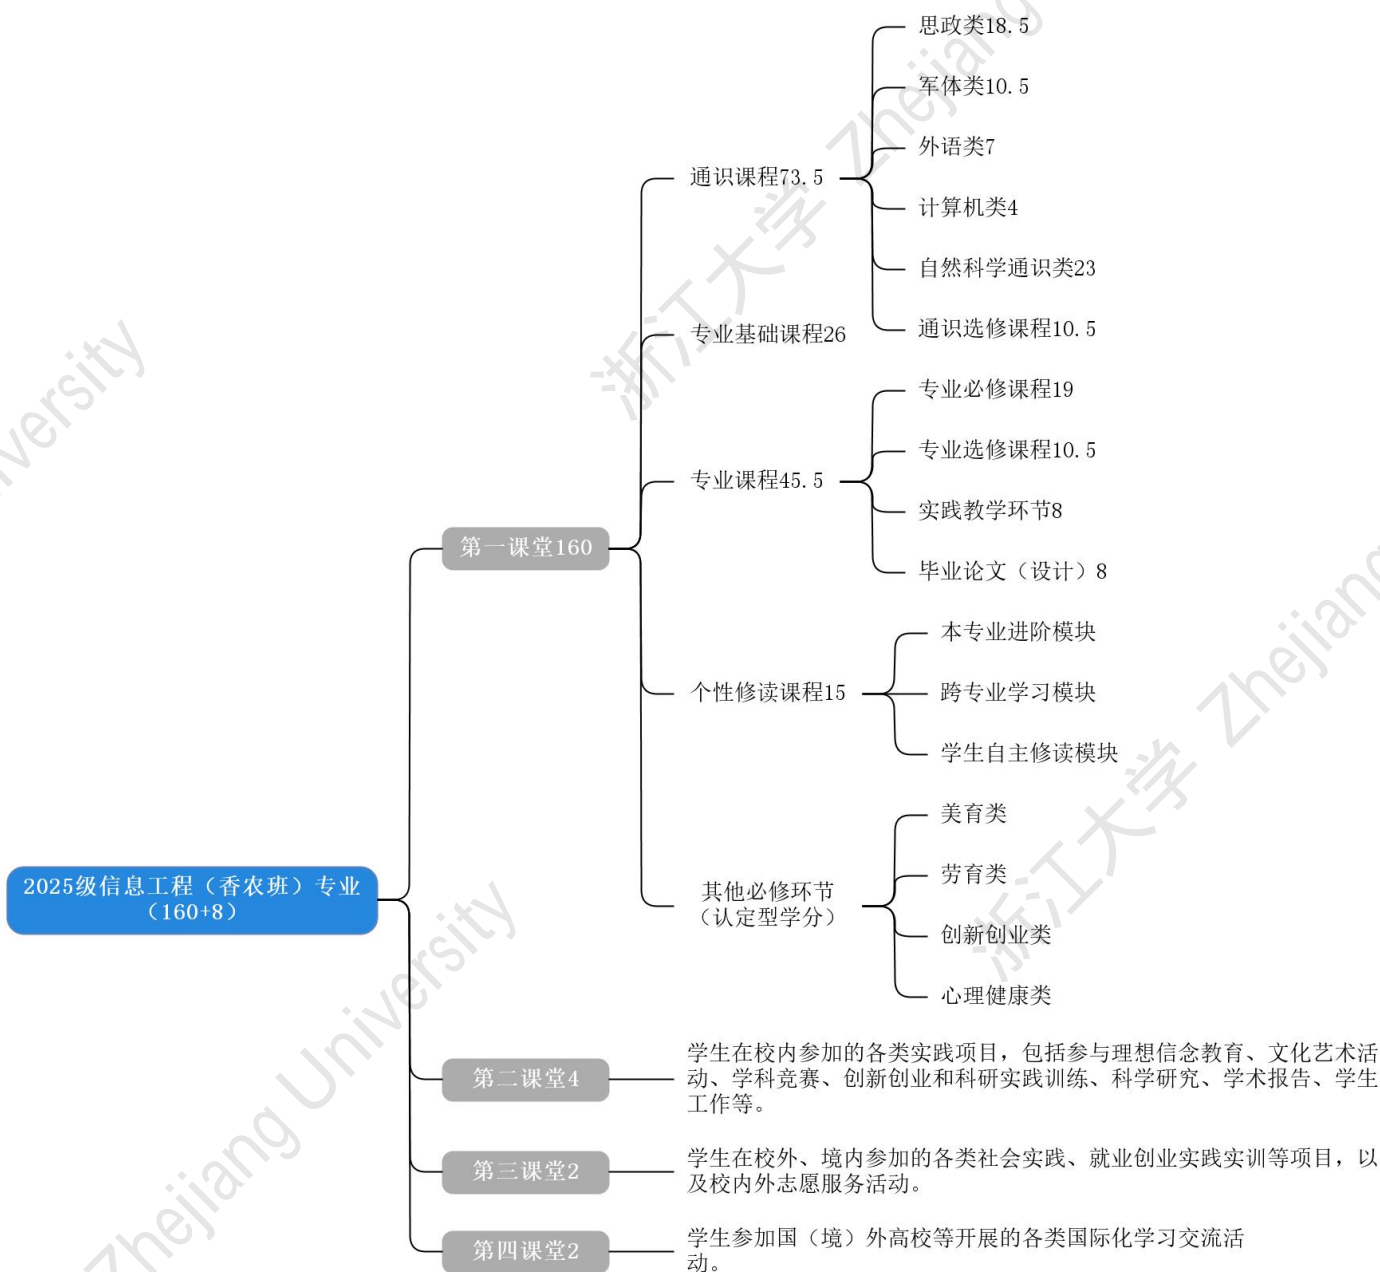 思政类18.5
军体类10.5
外语类7
通识课程73.5
计算机类4
自然科学通识类23
通识选修课程10.5
专业基础课程26
专业必修课程19
专业选修课程10.5
专业课程45.5
实践教学环节8
毕业论文（设计）8
第一课堂160
本专业进阶模块
个性修读课程15
跨专业学习模块
学生自主修读模块
美育类
劳育类
其他必修环节
（认定型学分）
创新创业类
心理健康类
2025级信息工程（香农班）专业
（160+8）
第二课堂4
学生在校内参加的各类实践项目，包括参与理想信念教育、文化艺术活
动、学科竞赛、创新创业和科研实践训练、科学研究、学术报告、学生
工作等。
第三课堂2
学生在校外、境内参加的各类社会实践、就业创业实践实训等项目，以
及校内外志愿服务活动。
第四课堂2
学生参加国（境）外高校等开展的各类国际化学习交流活
动。
浙江大学 Zhejiang
浙江大学 Zhejiang
Zhejiang University
iversity